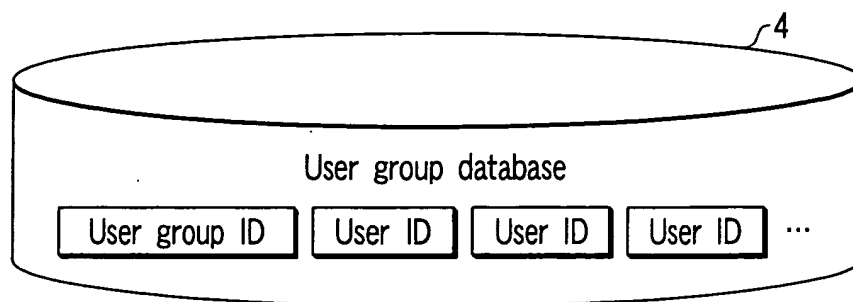 4
User group database
User group ID User ID User ID User ID ...